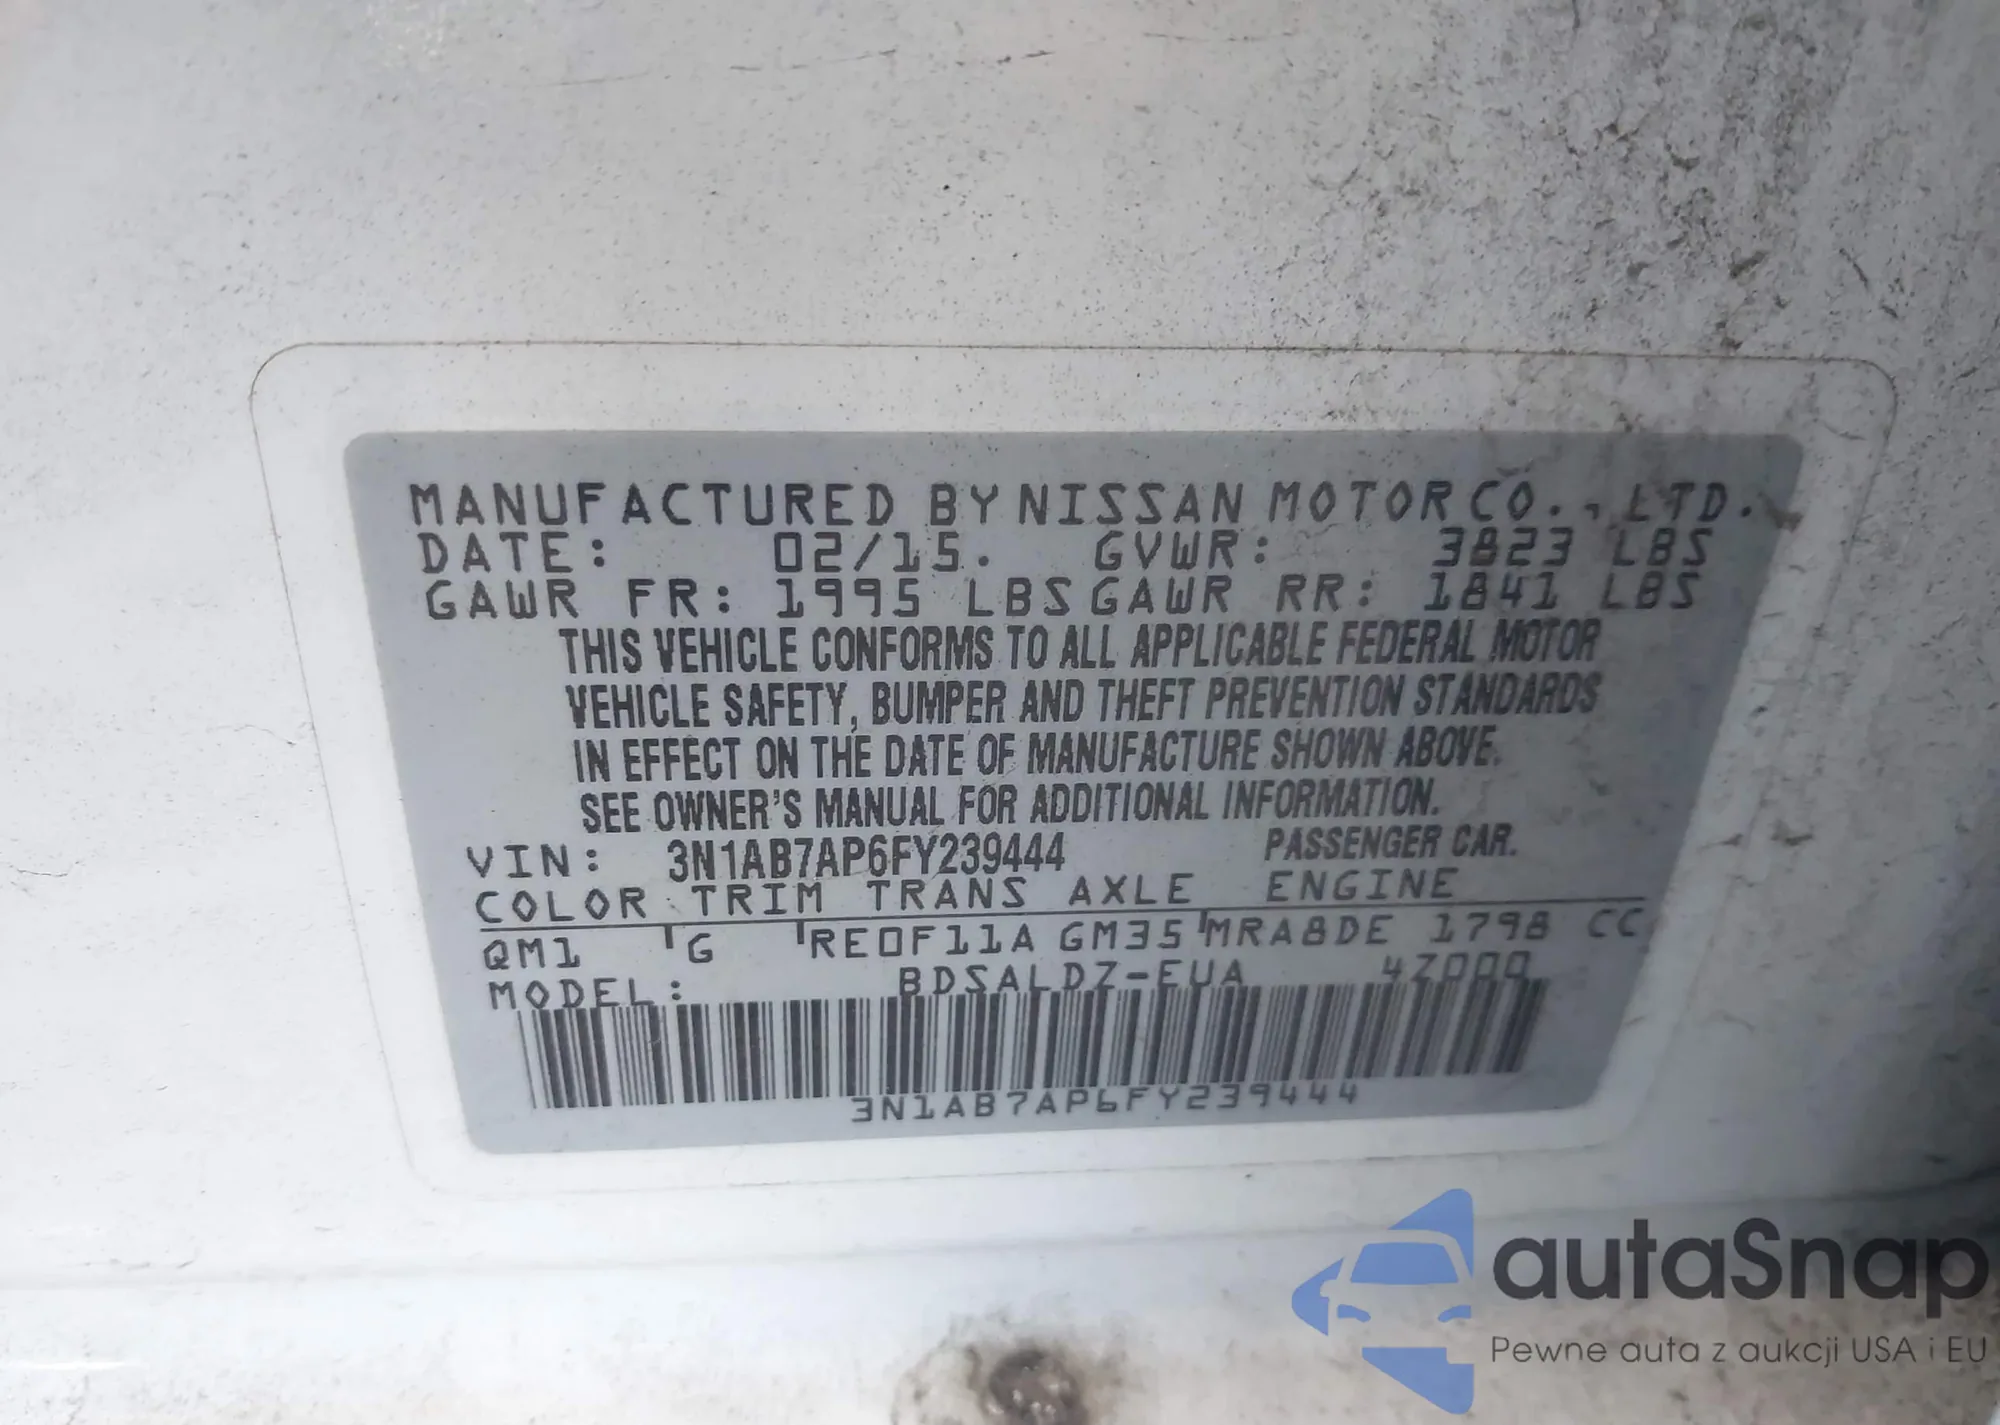 MANUFACTURED BY NISSAN MOTOR CO., LTD.
DATE: 02/15. GVWR: 3823 LBS
GAWR FR: 1995 LBS GAWR RR: 1841 LBS
THIS VEHICLE CONFORMS TO ALL APPLICABLE FEDERAL MOTOR
VEHICLE SAFETY, BUMPER AND THEFT PREVENTION STANDARDS
IN EFFECT ON THE DATE OF MANUFACTURE SHOWN ABOVE.
SEE OWNER'S MANUAL FOR ADDITIONAL INFORMATION.
VIN: 3N1AB7AP6FY239444 PASSENGER CAR.
COLOR TRIM TRANS AXLE ENGINE
QM1 G RE0F11A GM35 MRA8DE 1798 CC
MODEL: BDSALDZ-EUA 4Z000
3N1AB7AP6FY239444
autaSnap
Pewne auta z aukcji USA i EU